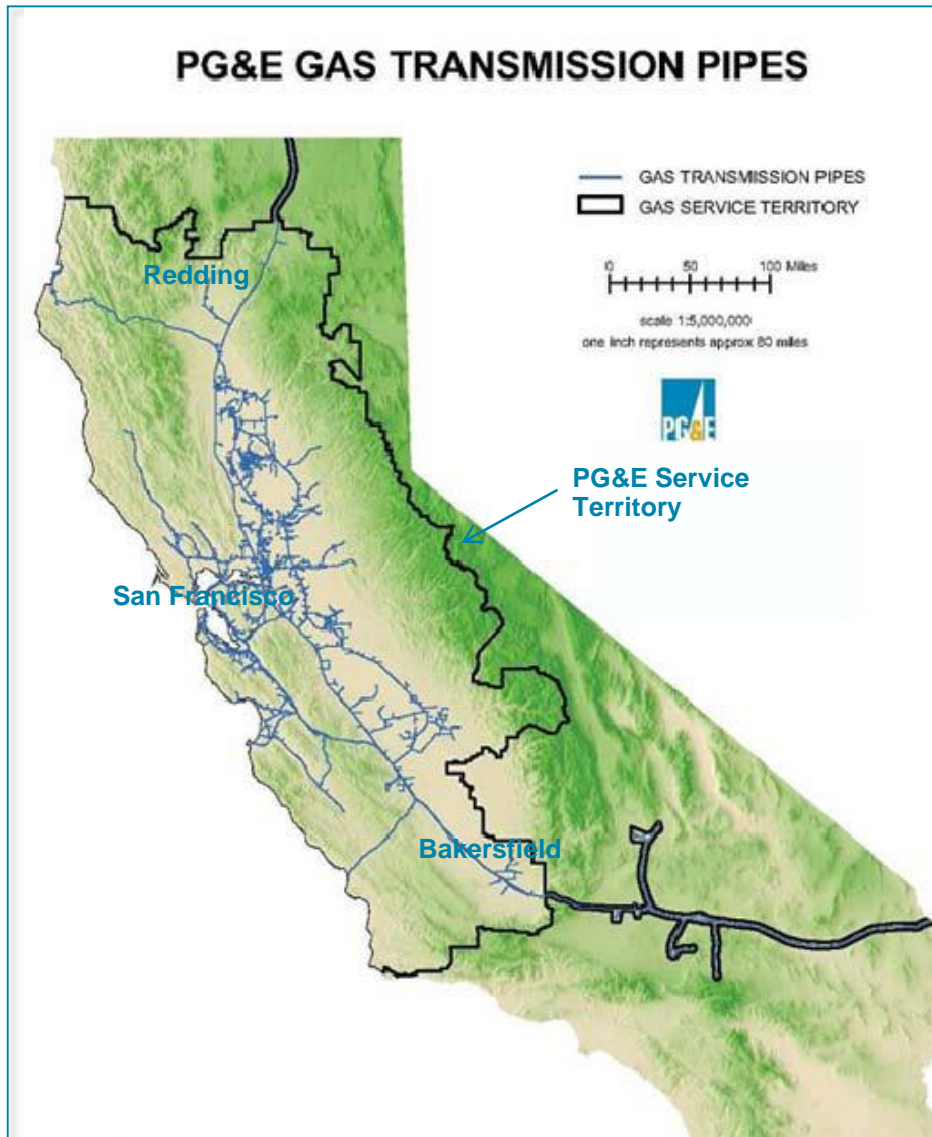 PG&E GAS TRANSMISSION PIPES
GAS TRANSMISSION PIPES
GAS SERVICE TERRITORY
0 50 100 Miles
scale 1:5,000,000
one inch represents approx 80 miles
PG&E
Redding
PG&E Service
Territory
San Francisco
Bakersfield